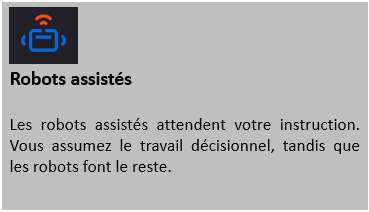 Robots assistés
Les robots assistés attendent votre instruction.
Vous assumez le travail décisionnel, tandis que
les robots font le reste.